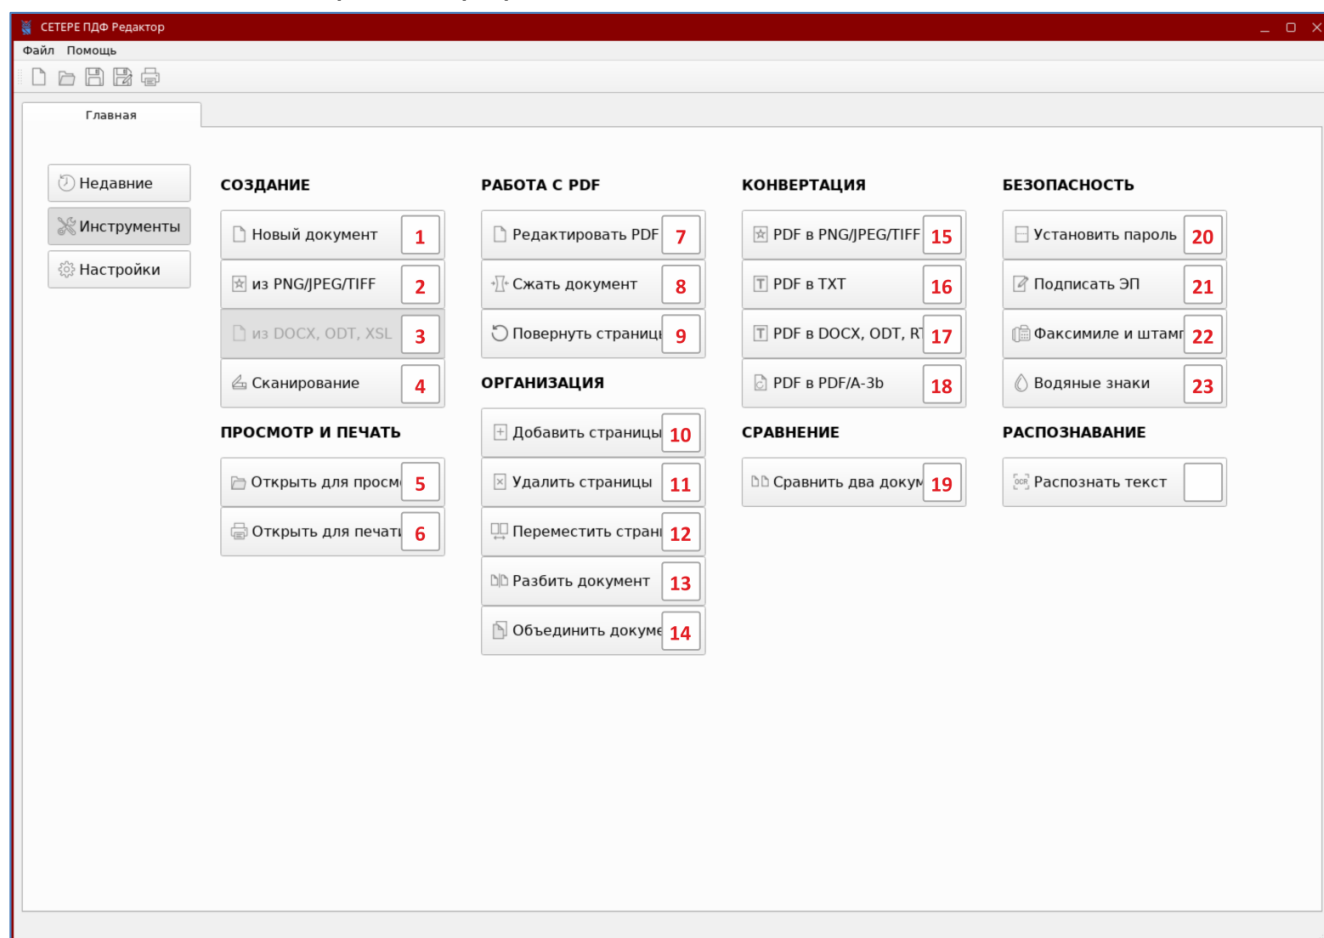 СЕТЕРЕ ПДФ Редактор
Файл Помощь
Главная
Недавние
Инструменты
Настройки
СОЗДАНИЕ
Новый документ 1
из PNG/JPEG/TIFF 2
из DOCX, ODT, XSL 3
Сканирование 4
ПРОСМОТР И ПЕЧАТЬ
Открыть для просм 5
Открыть для печати 6
РАБОТА С PDF
Редактировать PDF 7
Сжать документ 8
Повернуть страницы 9
ОРГАНИЗАЦИЯ
Добавить страницы 10
Удалить страницы 11
Переместить стран 12
Разбить документ 13
Объединить докуме 14
КОНВЕРТАЦИЯ
PDF в PNG/JPEG/TIFF 15
PDF в TXT 16
PDF в DOCX, ODT, RT 17
PDF в PDF/A-3b 18
СРАВНЕНИЕ
Сравнить два докум 19
БЕЗОПАСНОСТЬ
Установить пароль 20
Подписать ЭП 21
Факсимиле и штамп 22
Водяные знаки 23
РАСПОЗНАВАНИЕ
Распознать текст